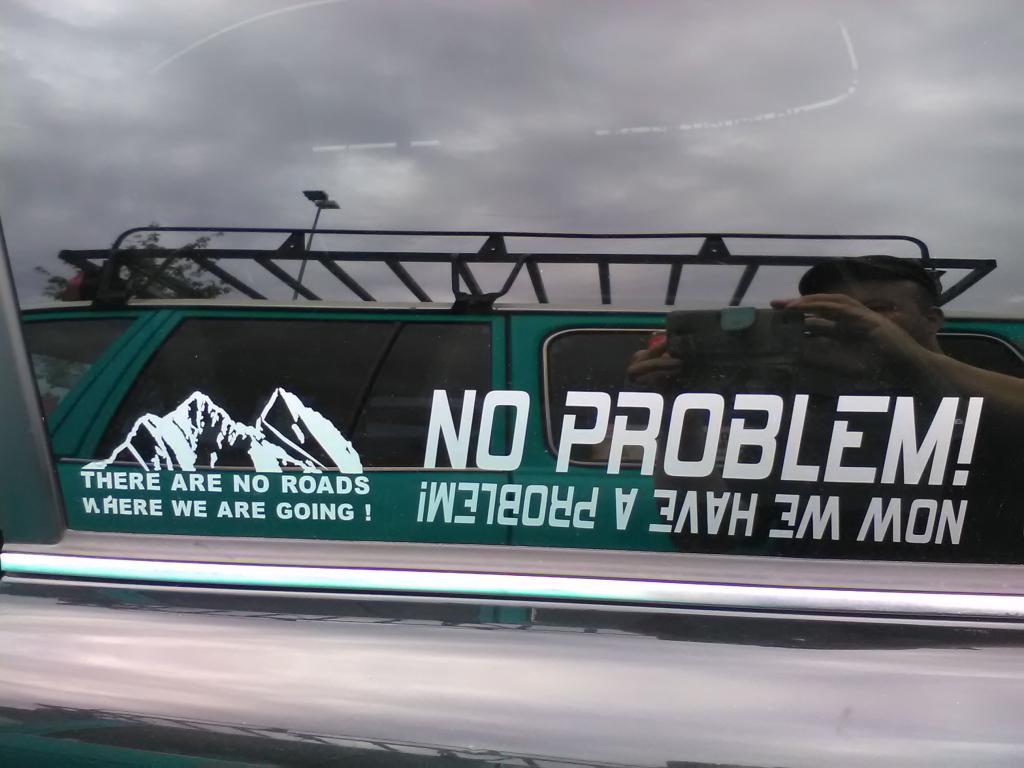 THERE ARE NO ROADS
WHERE WE ARE GOING !
NO PROBLEM!
NOW WE HAVE A PROBLEM!